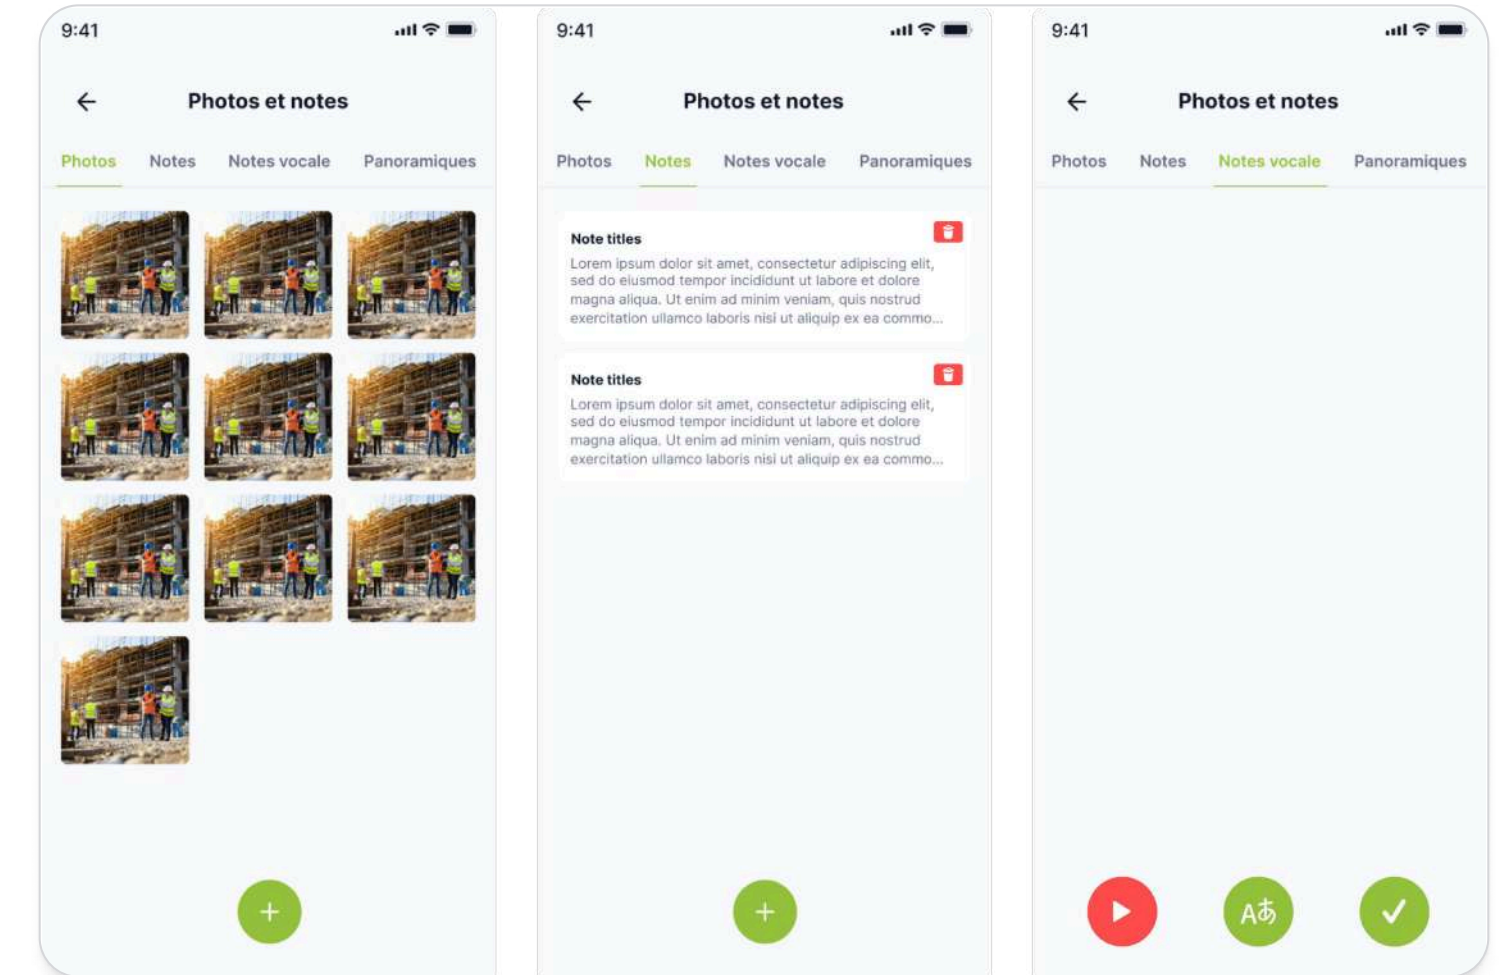 9:41
Photos et notes
Photos Notes Notes vocale Panoramiques
9:41
Photos et notes
Photos Notes Notes vocale Panoramiques
Note titles
Lorem ipsum dolor sit amet, consectetur adipiscing elit,
sed do eiusmod tempor incididunt ut labore et dolore
magna aliqua. Ut enim ad minim veniam, quis nostrud
exercitation ullamco laboris nisi ut aliquip ex ea commo...
Note titles
Lorem ipsum dolor sit amet, consectetur adipiscing elit,
sed do eiusmod tempor incididunt ut labore et dolore
magna aliqua. Ut enim ad minim veniam, quis nostrud
exercitation ullamco laboris nisi ut aliquip ex ea commo...
9:41
Photos et notes
Photos Notes Notes vocale Panoramiques
Aあ